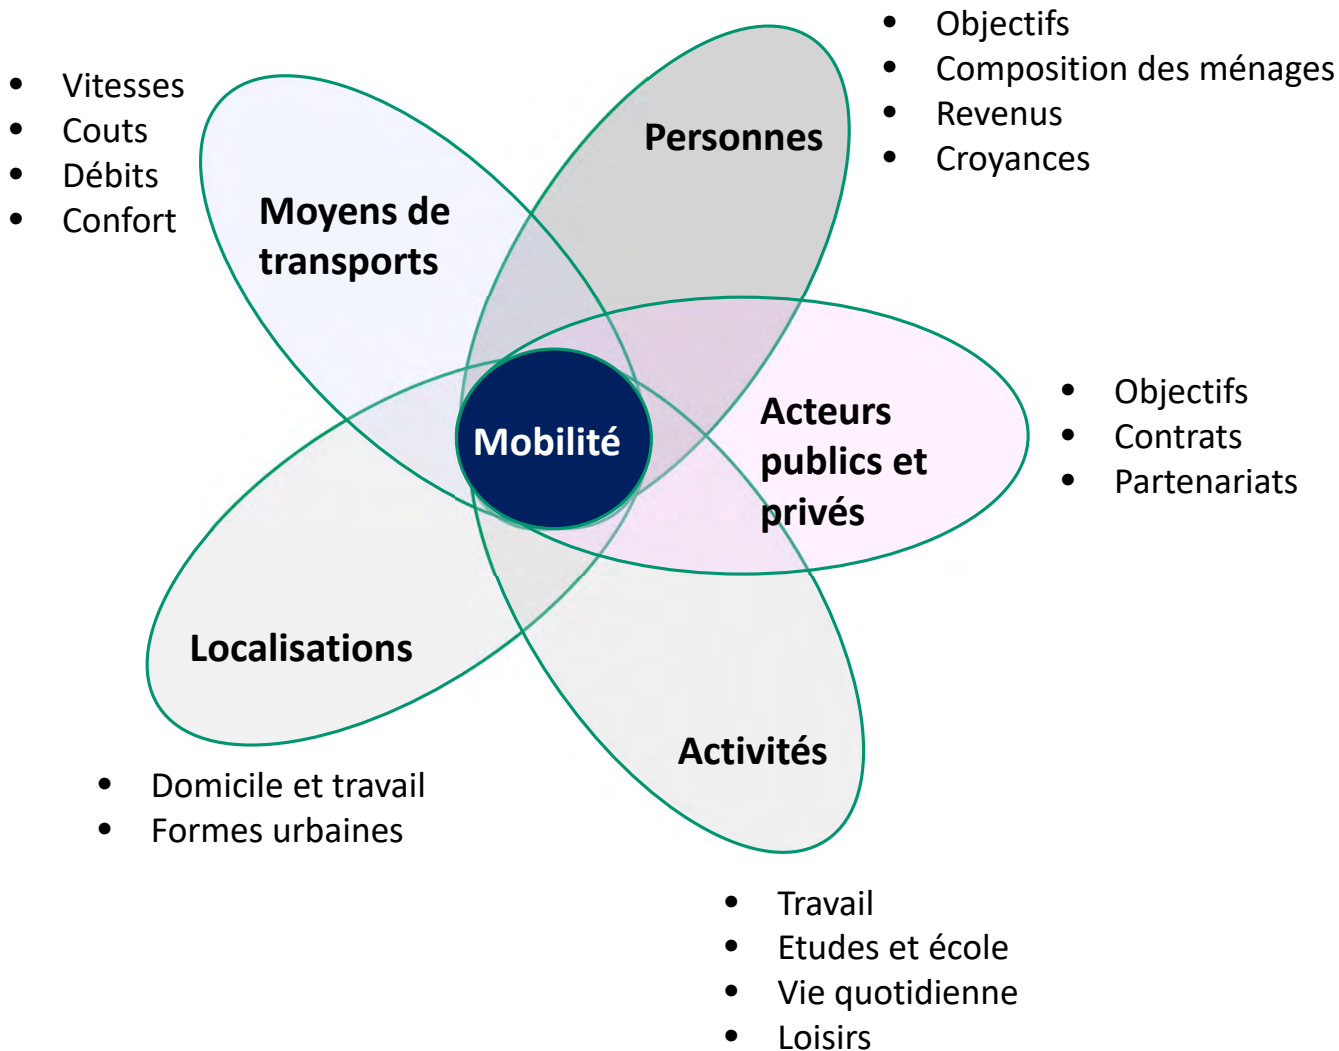 • Objectifs
• Composition des ménages
• Revenus
• Croyances
Personnes
• Vitesses
• Couts
• Débits
• Confort
Moyens de
transports
Mobilité
Acteurs
publics et
privés
• Objectifs
• Contrats
• Partenariats
Localisations
• Domicile et travail
• Formes urbaines
Activités
• Travail
• Etudes et école
• Vie quotidienne
• Loisirs